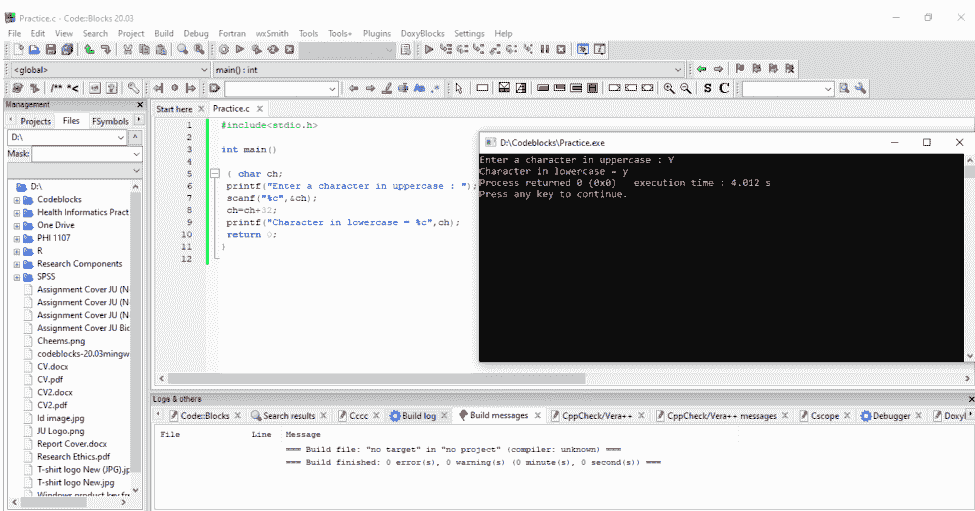 Practice.c - Code::Blocks 20.03
File Edit View Search Project Build Debug Fortran wxSmith Tools Tools+ Plugins DoxyBlocks Settings Help
<global>
main() : int
/** *<
S C
Management
Projects Files FSymbols
D:\
Mask:
D:\
Codeblocks
Health Informatics Pract
One Drive
PHI 1107
R
Research Components
SPSS
Assignment Cover JU (N
Assignment Cover JU (N
Assignment Cover JU (N
Assignment Cover JU Bio
Cheems.png
codeblocks-20.03mingw
CV.docx
CV.pdf
CV2.docx
CV2.pdf
Id image.jpg
JU Logo.png
Report Cover.docx
Research Ethics.pdf
T-shirt logo New (JPG).jp
T-shirt logo New.jpg
Windows product key fr
Start here Practice.c
1 #include<stdio.h>
2
3 int main()
4
5 { char ch;
6 printf("Enter a character in uppercase : ");
7 scanf("%c",&ch);
8 ch=ch+32;
9 printf("Character in lowercase = %c",ch);
10 return 0;
11 }
12
D:\Codeblocks\Practice.exe
Enter a character in uppercase : Y
Character in lowercase = y
Process returned 0 (0x0) execution time : 4.012 s
Press any key to continue.
Logs & others
Code::Blocks Search results Cccc Build log Build messages CppCheck/Vera++ CppCheck/Vera++ messages Cscope Debugger DoxyBl
File Line Message
=== Build file: "no target" in "no project" (compiler: unknown) ===
=== Build finished: 0 error(s), 0 warning(s) (0 minute(s), 0 second(s)) ===